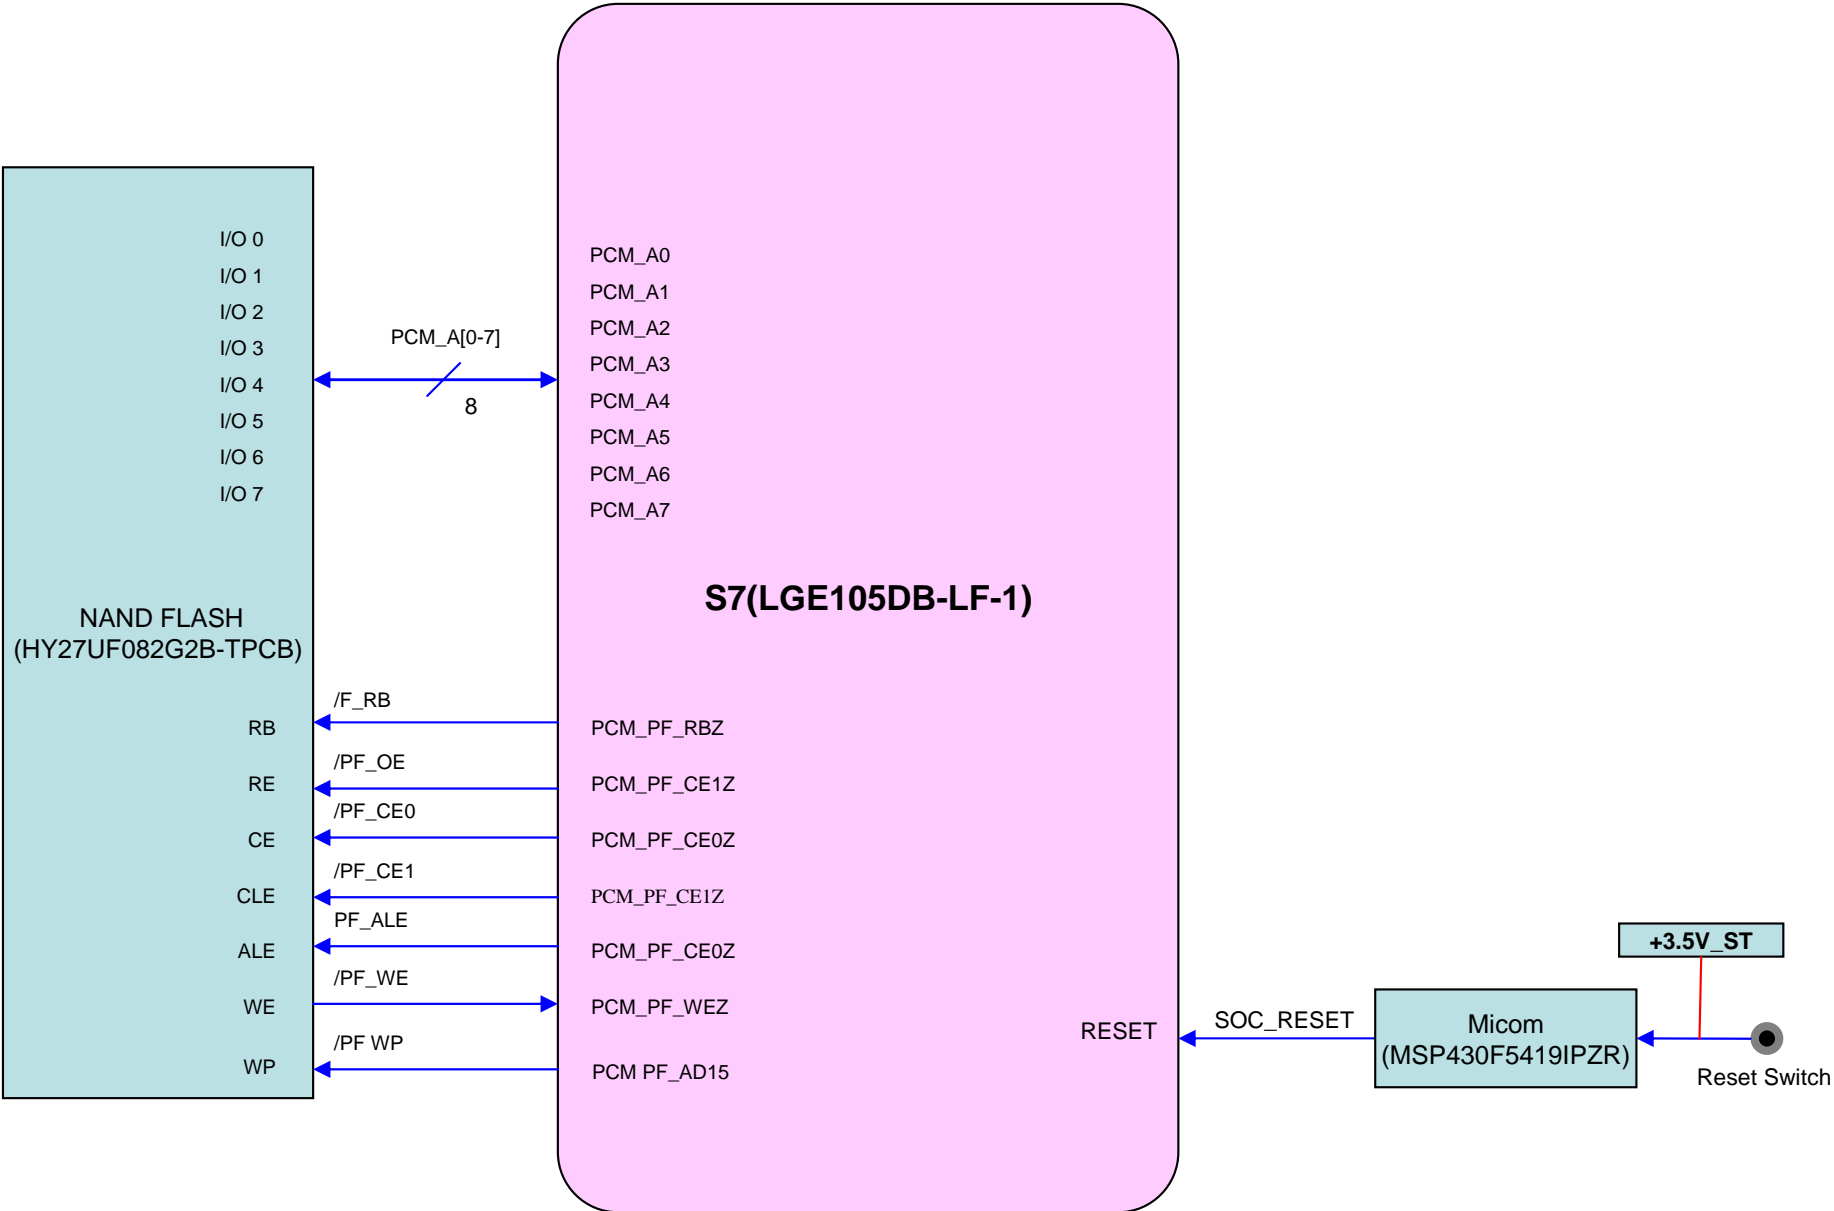 I/O 0
I/O 1
I/O 2
I/O 3
I/O 4
I/O 5
I/O 6
I/O 7
NAND FLASH
(HY27UF082G2B-TPCB)
RB
RE
CE
CLE
ALE
WE
WP
PCM_A[0-7]
8
/F_RB
/PF_OE
/PF_CE0
/PF_CE1
PF_ALE
/PF_WE
/PF WP
PCM_A0
PCM_A1
PCM_A2
PCM_A3
PCM_A4
PCM_A5
PCM_A6
PCM_A7
S7(LGE105DB-LF-1)
PCM_PF_RBZ
PCM_PF_CE1Z
PCM_PF_CE0Z
PCM_PF_CE1Z
PCM_PF_CE0Z
PCM_PF_WEZ
PCM PF_AD15
RESET
SOC_RESET
Micom
(MSP430F5419IPZR)
+3.5V_ST
Reset Switch